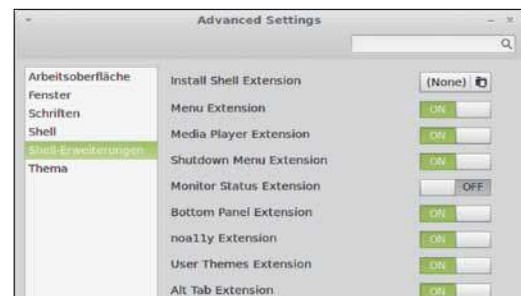 Advanced Settings
Arbeitsoberfläche
Fenster
Schriften
Shell
Shell-Erweiterungen
Thema
Install Shell Extension (None)
Menu Extension ON
Media Player Extension ON
Shutdown Menu Extension ON
Monitor Status Extension OFF
Bottom Panel Extension ON
noa11y Extension ON
User Themes Extension ON
Alt Tab Extension ON